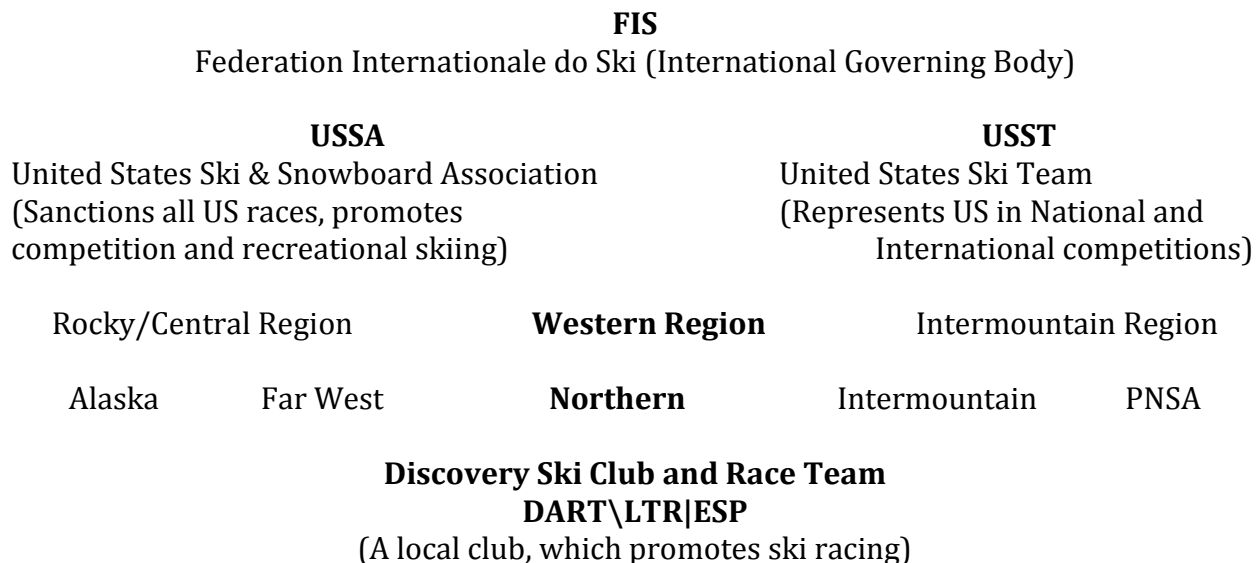 FIS
Federation Internationale do Ski (International Governing Body)
USSA USST
United States Ski & Snowboard Association United States Ski Team
(Sanctions all US races, promotes (Represents US in National and
competition and recreational skiing) International competitions)
Rocky/Central Region Western Region Intermountain Region
Alaska Far West Northern Intermountain PNSA
Discovery Ski Club and Race Team
DART\LTR|ESP
(A local club, which promotes ski racing)